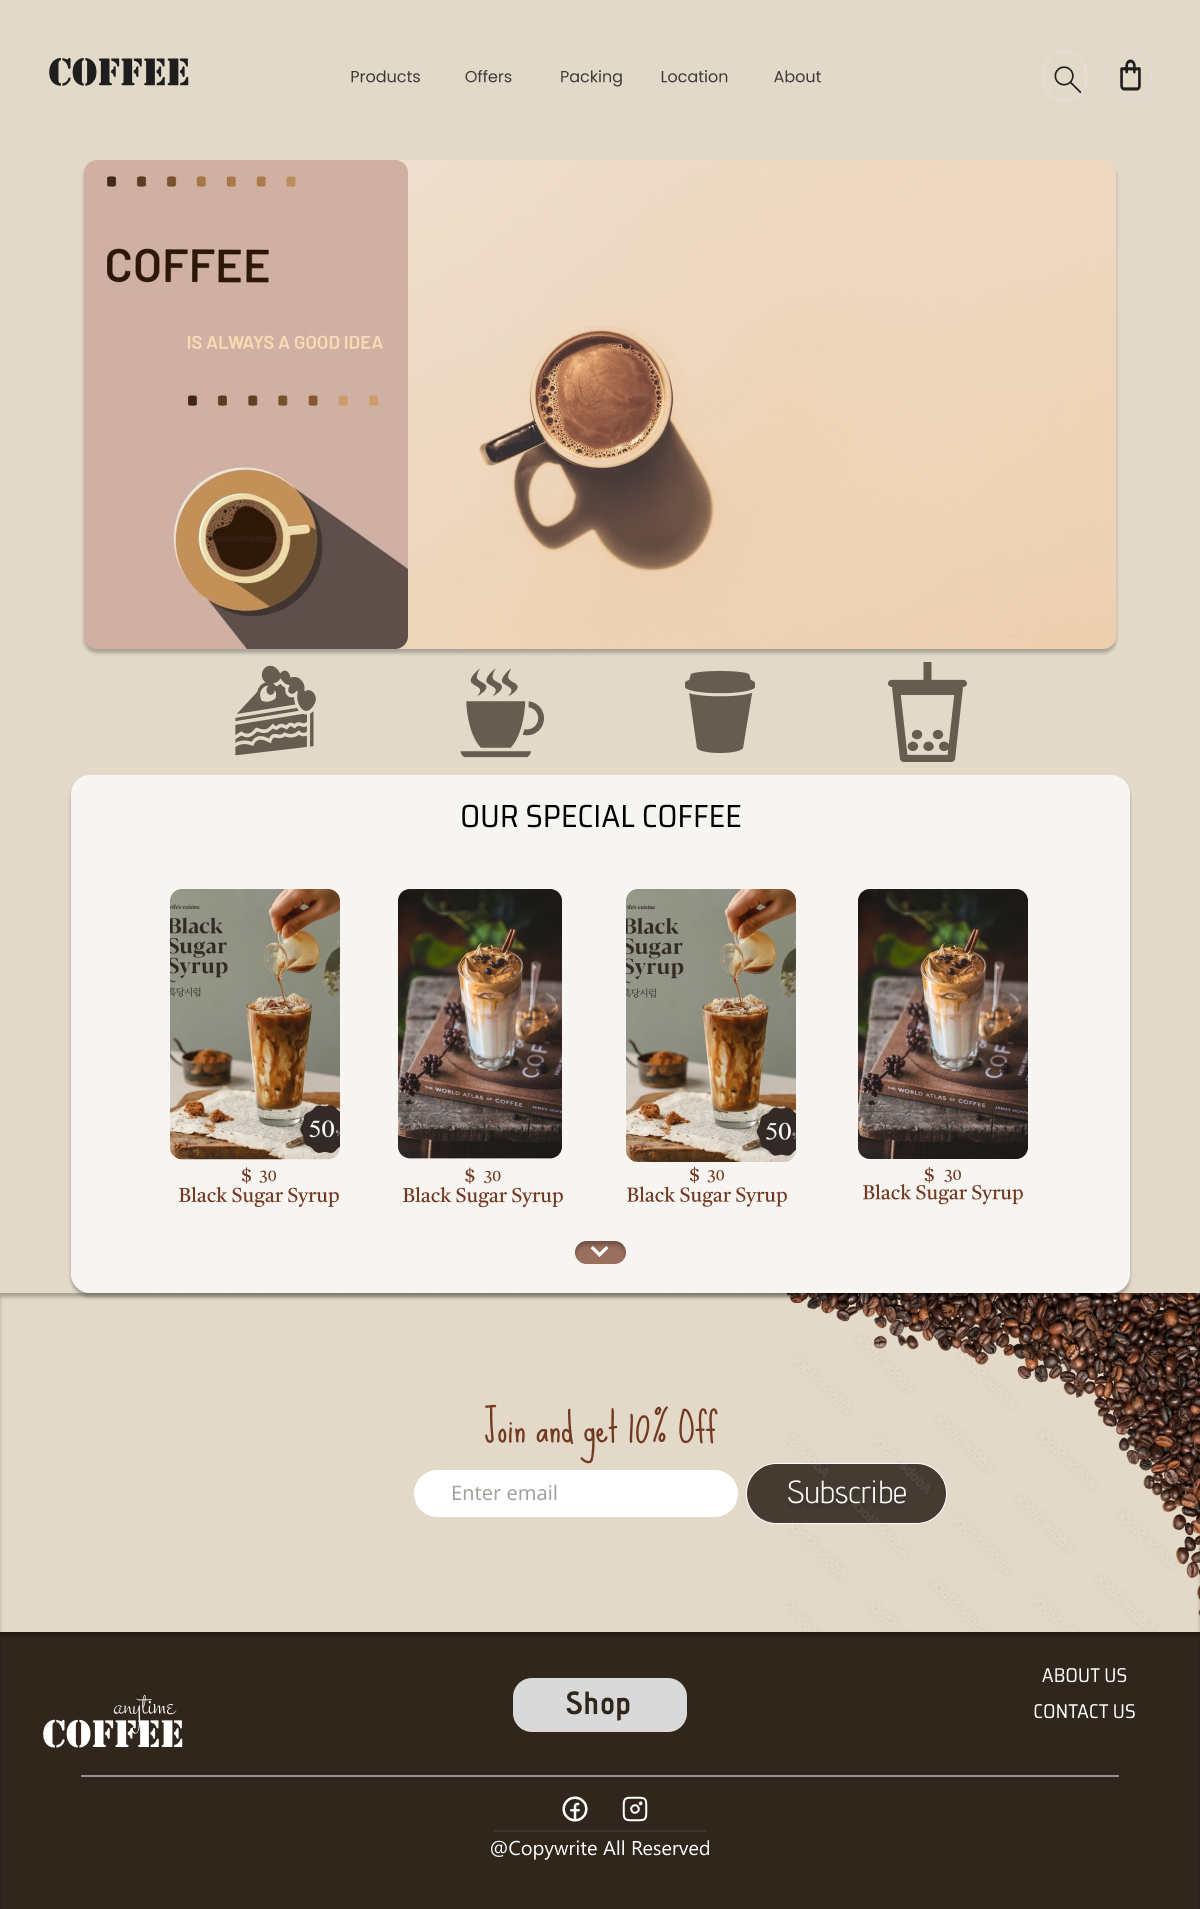 COFFEE
Products Offers Packing Location About
COFFEE
IS ALWAYS A GOOD IDEA
OUR SPECIAL COFFEE
Black
Sugar
Syrup
흑당시럽
50
THE WORLD ATLAS OF COFFEE
Black
Sugar
Syrup
흑당시럽
50
THE WORLD ATLAS OF COFFEE
$ 30
Black Sugar Syrup
$ 30
Black Sugar Syrup
$ 30
Black Sugar Syrup
$ 30
Black Sugar Syrup
Join and get 10% Off
Enter email
Subscribe
anytime
COFFEE
Shop
ABOUT US
CONTACT US
@Copywrite All Reserved